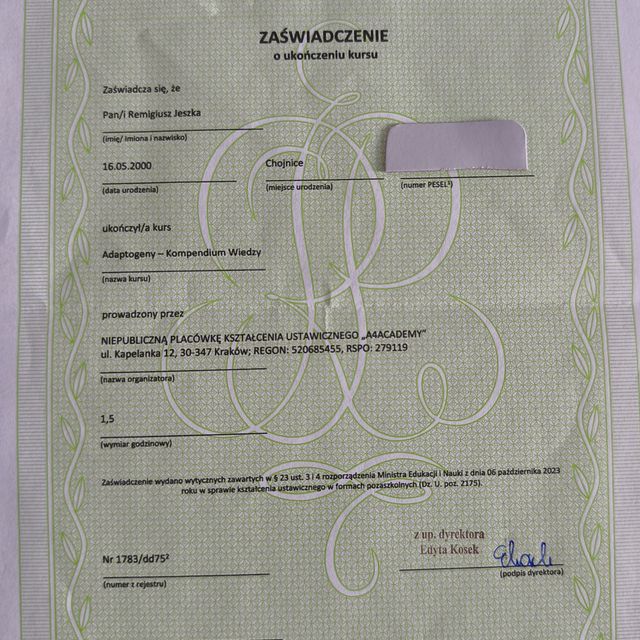 ZAŚWIADCZENIE
o ukończeniu kursu
Zaświadcza się, że
Pan/i Remigiusz Jeszka
(imię/ imiona i nazwisko)
16.05.2000 Chojnice
(data urodzenia) (miejsce urodzenia) (numer PESEL¹)
ukończył/a kurs
Adaptogeny – Kompendium Wiedzy
(nazwa kursu)
prowadzony przez
NIEPUBLICZNĄ PLACÓWKĘ KSZTAŁCENIA USTAWICZNEGO „A4ACADEMY”
ul. Kapelanka 12, 30-347 Kraków; REGON: 520685455, RSPO: 279119
(nazwa organizatora)
1,5
(wymiar godzinowy)
Zaświadczenie wydano wytycznych zawartych w § 23 ust. 3 i 4 rozporządzenia Ministra Edukacji i Nauki z dnia 06 października 2023
roku w sprawie kształcenia ustawicznego w formach pozaszkolnych (Dz. U. poz. 2175).
z up. dyrektora
Edyta Kosek
Nr 1783/dd75²
(podpis dyrektora)
(numer z rejestru)